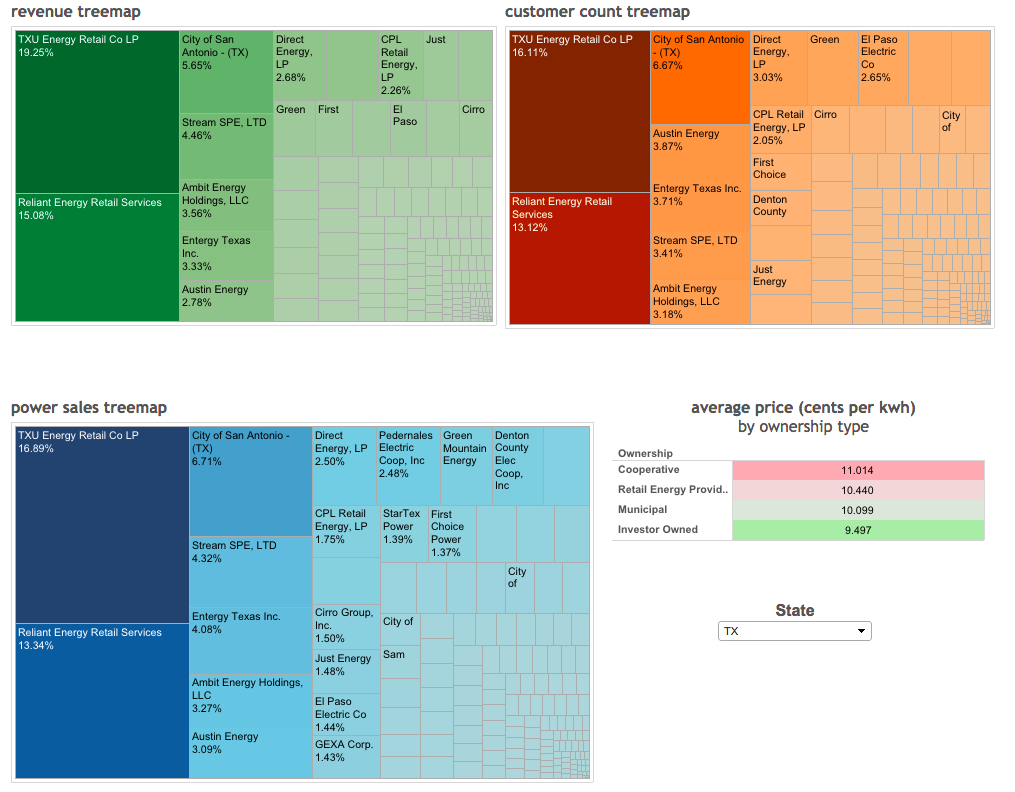 revenue treemap
TXU Energy Retail Co LP
19.25%
Reliant Energy Retail Services
15.08%
City of San
Antonio - (TX)
5.65%
Stream SPE, LTD
4.46%
Ambit Energy
Holdings, LLC
3.56%
Entergy Texas
Inc.
3.33%
Austin Energy
2.78%
Direct
Energy,
LP
2.68%
CPL
Retail
Energy,
LP
2.26%
Just
Green
First
El
Paso
Cirro
customer count treemap
TXU Energy Retail Co LP
16.11%
Reliant Energy Retail
Services
13.12%
City of San Antonio
- (TX)
6.67%
Austin Energy
3.87%
Entergy Texas Inc.
3.71%
Stream SPE, LTD
3.41%
Ambit Energy
Holdings, LLC
3.18%
Direct
Energy,
LP
3.03%
Green
El Paso
Electric
Co
2.65%
CPL Retail
Energy, LP
2.05%
Cirro
City
of
First
Choice
Denton
County
Just
Energy
power sales treemap
TXU Energy Retail Co LP
16.89%
Reliant Energy Retail Services
13.34%
City of San Antonio -
(TX)
6.71%
Stream SPE, LTD
4.32%
Entergy Texas Inc.
4.08%
Ambit Energy Holdings,
LLC
3.27%
Austin Energy
3.09%
Direct
Energy, LP
2.50%
Pedernales
Electric
Coop, Inc
2.48%
Green
Mountain
Energy
Denton
County
Elec
Coop,
Inc
CPL Retail
Energy, LP
1.75%
StarTex
Power
1.39%
First
Choice
Power
1.37%
City
of
Cirro Group,
Inc.
1.50%
City of
Just Energy
1.48%
Sam
El Paso
Electric Co
1.44%
GEXA Corp.
1.43%
average price (cents per kwh)
by ownership type
Ownership
Cooperative 11.014
Retail Energy Provid.. 10.440
Municipal 10.099
Investor Owned 9.497
State
TX